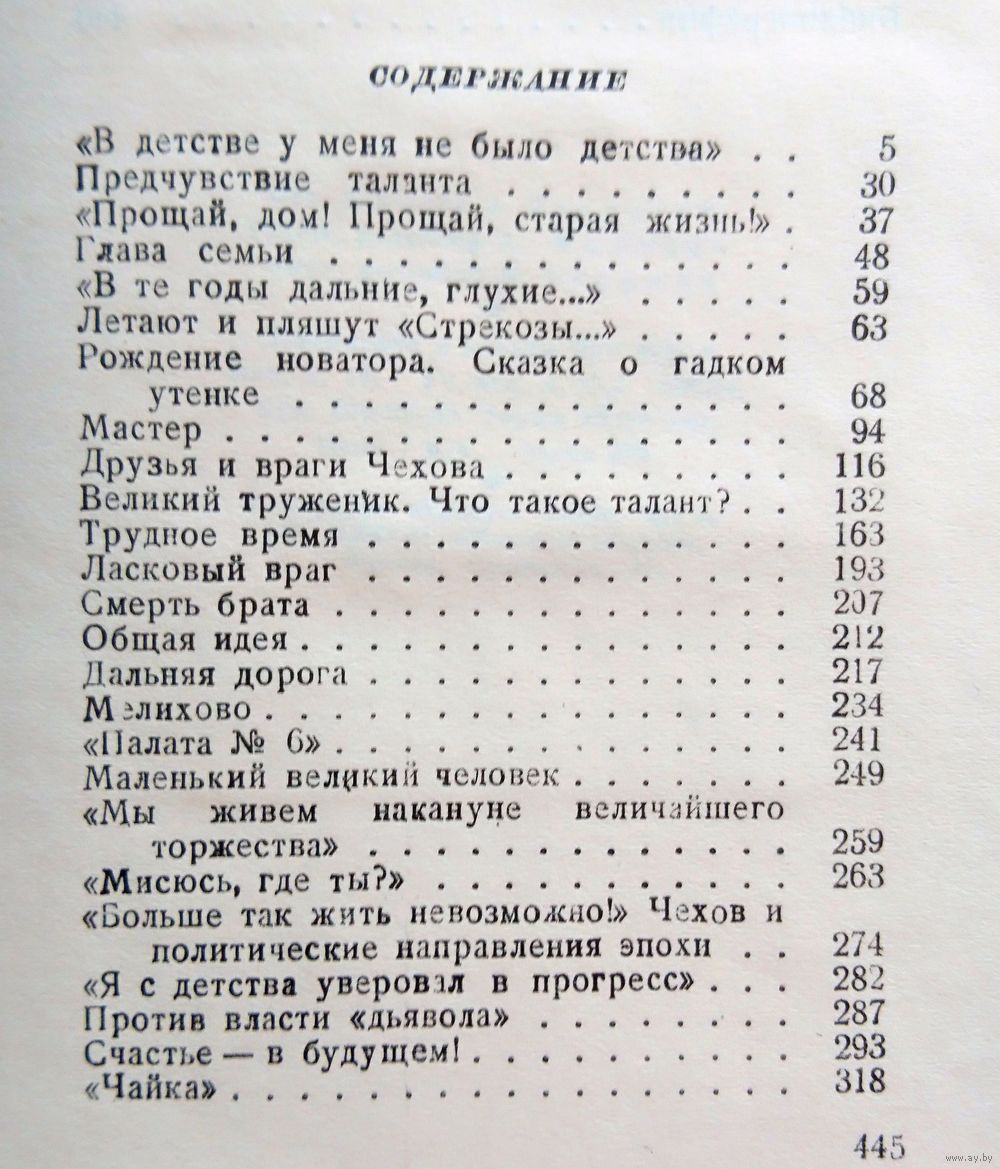 СОДЕРЖАНИЕ
«В детстве у меня не было детства» . . 5
Предчувствие таланта . . . . . . . . . 30
«Прощай, дом! Прощай, старая жизнь!» . 37
Глава семьи . . . . . . . . . . . . . . 48
«В те годы дальние, глухие...» . . . . . 59
Летают и пляшут «Стрекозы...» . . . . . 63
Рождение новатора. Сказка о гадком
утенке . . . . . . . . . . . . . . . 68
Мастер . . . . . . . . . . . . . . . . . 94
Друзья и враги Чехова . . . . . . . . . 116
Великий труженик. Что такое талант? . . 132
Трудное время . . . . . . . . . . . . . 163
Ласковый враг . . . . . . . . . . . . . 193
Смерть брата . . . . . . . . . . . . . . 207
Общая идея . . . . . . . . . . . . . . . 212
Дальняя дорога . . . . . . . . . . . . . 217
Мелихово . . . . . . . . . . . . . . . . 234
«Палата № 6» . . . . . . . . . . . . . . 241
Маленький великий человек . . . . . . . 249
«Мы живем накануне величайшего
торжества» . . . . . . . . . . . . . 259
«Мисюсь, где ты?» . . . . . . . . . . . 263
«Больше так жить невозможно!» Чехов и
политические направления эпохи . . 274
«Я с детства уверовал в прогресс» . . . 282
Против власти «дьявола» . . . . . . . . 287
Счастье — в будущем! . . . . . . . . . . 293
«Чайка» . . . . . . . . . . . . . . . . . 318
445
www.ay.by